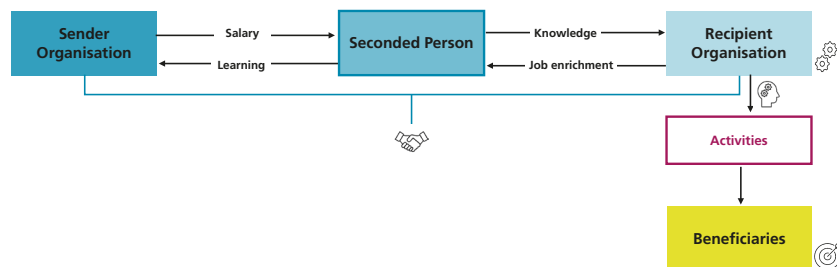 Sender
Organisation
Salary
Learning
Seconded Person
Knowledge
Job enrichment
Recipient
Organisation
Activities
Beneficiaries